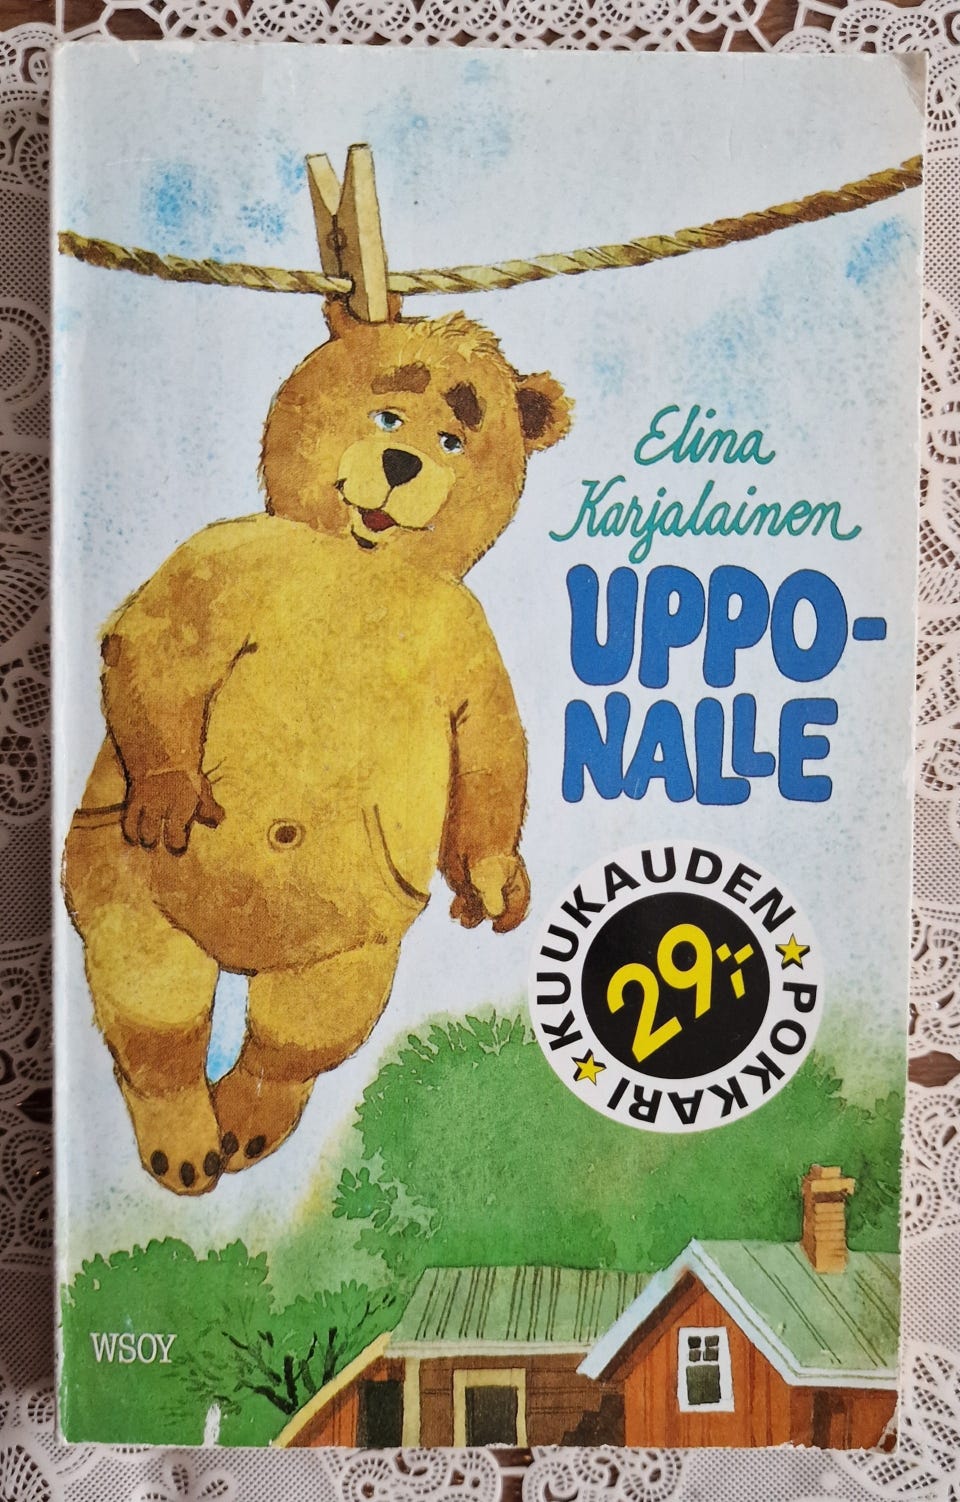 Elina
Karjalainen
UPPO-
NALLE
★ KUUKAUDEN ★ POKKARI
29:-
WSOY